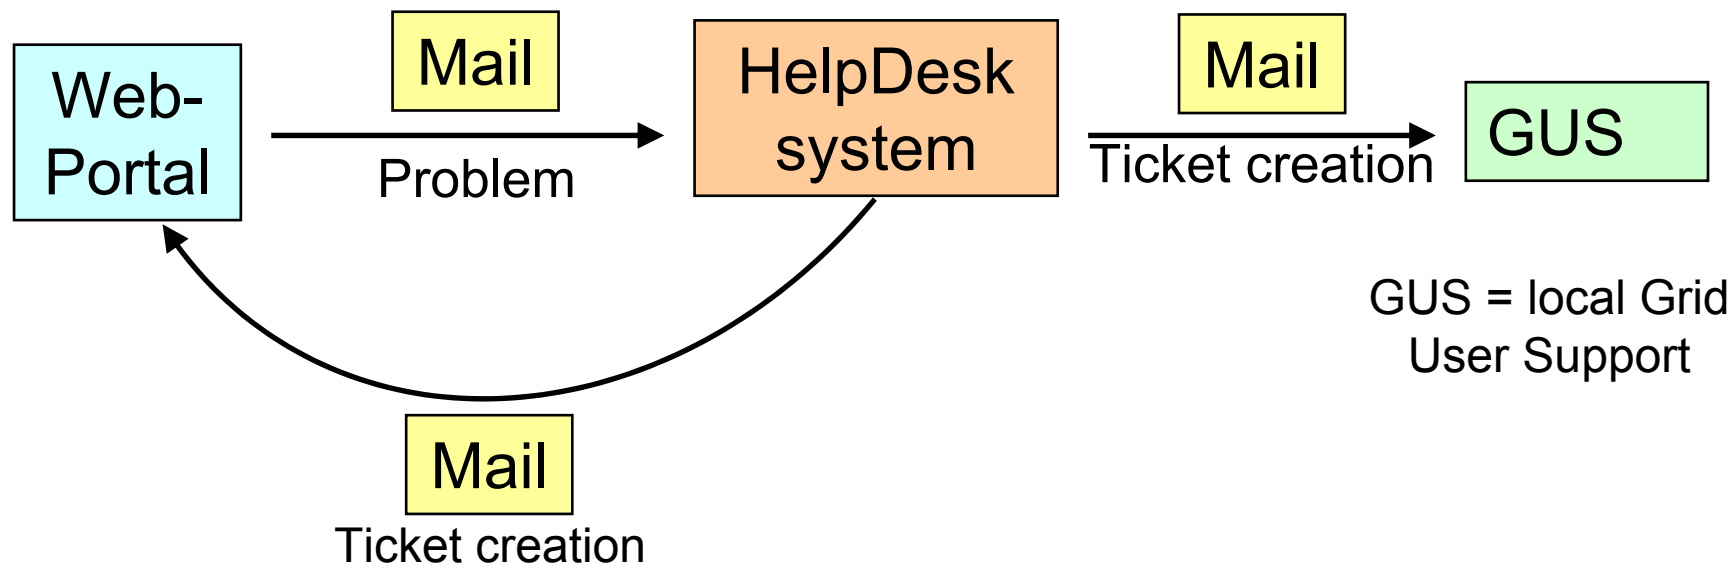 Web-
Portal
Mail
Problem
HelpDesk
system
Mail
Ticket creation
GUS
GUS = local Grid
User Support
Mail
Ticket creation